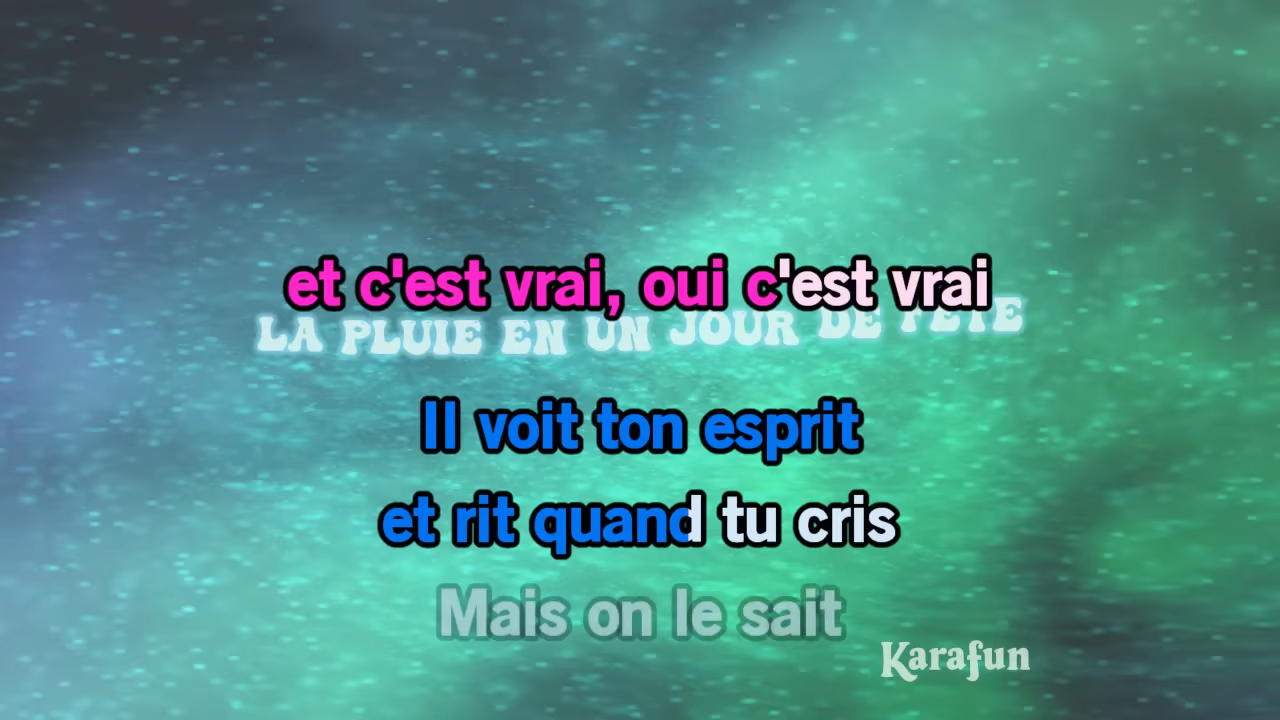 et c'est vrai, oui c'est vrai
LA PLUIE EN UN JOUR DE FETE
Il voit ton esprit
et rit quand tu cris
Mais on le sait
Karafun